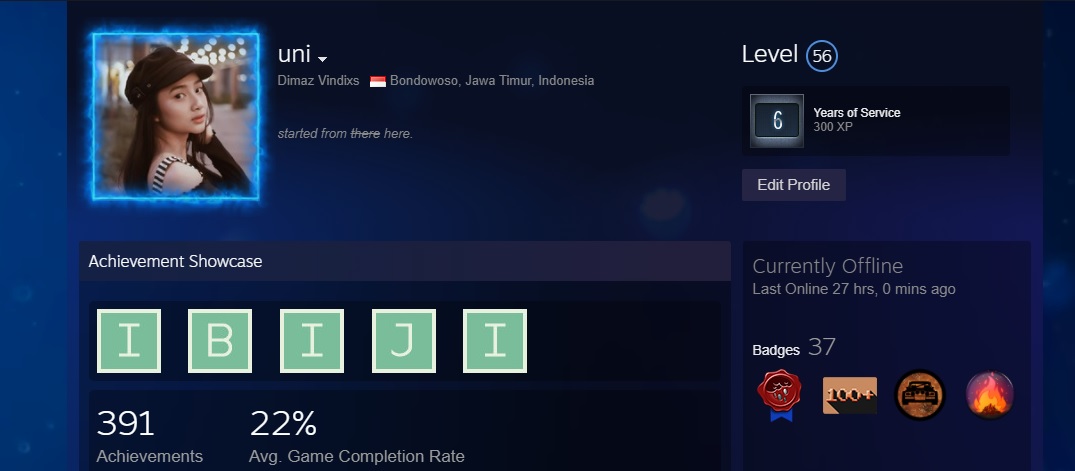 uni
Dimaz Vindixs Bondowoso, Jawa Timur, Indonesia
started from there here.
Level 56
6
Years of Service
300 XP
Edit Profile
Achievement Showcase
I B I J I
391
Achievements
22%
Avg. Game Completion Rate
Currently Offline
Last Online 27 hrs, 0 mins ago
Badges 37
100+